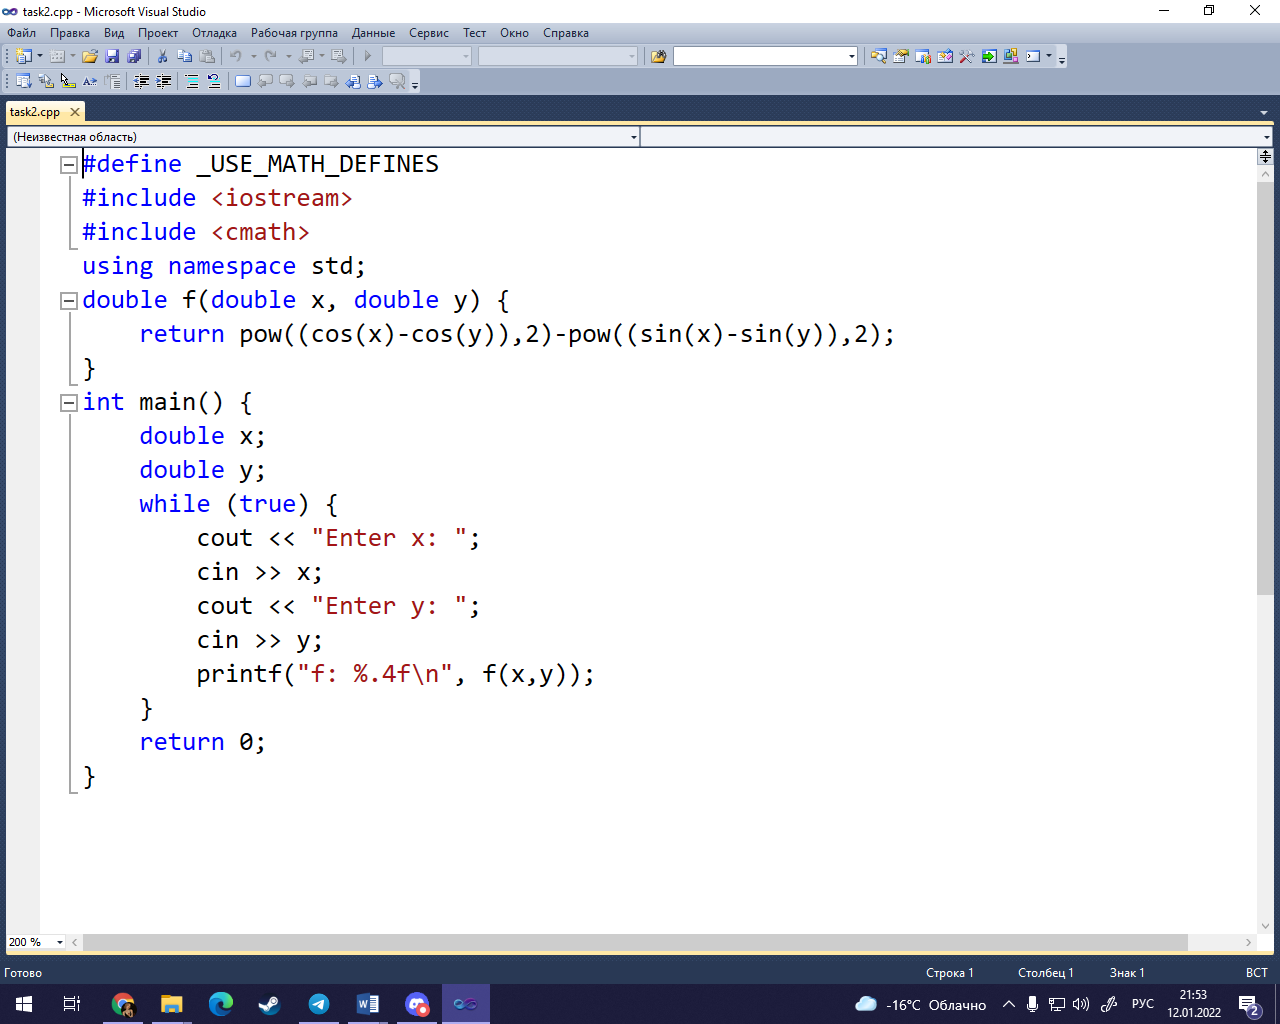 task2.cpp - Microsoft Visual Studio
Файл Правка Вид Проект Отладка Рабочая группа Данные Сервис Тест Окно Справка
task2.cpp
(Неизвестная область)
#define _USE_MATH_DEFINES
#include <iostream>
#include <cmath>
using namespace std;
double f(double x, double y) {
    return pow((cos(x)-cos(y)),2)-pow((sin(x)-sin(y)),2);
}
int main() {
    double x;
    double y;
    while (true) {
        cout << "Enter x: ";
        cin >> x;
        cout << "Enter y: ";
        cin >> y;
        printf("f: %.4f\n", f(x,y));
    }
    return 0;
}
200 %
Готово Строка 1 Столбец 1 Знак 1 ВСТ
-16°C Облачно РУС 21:53
12.01.2022 2